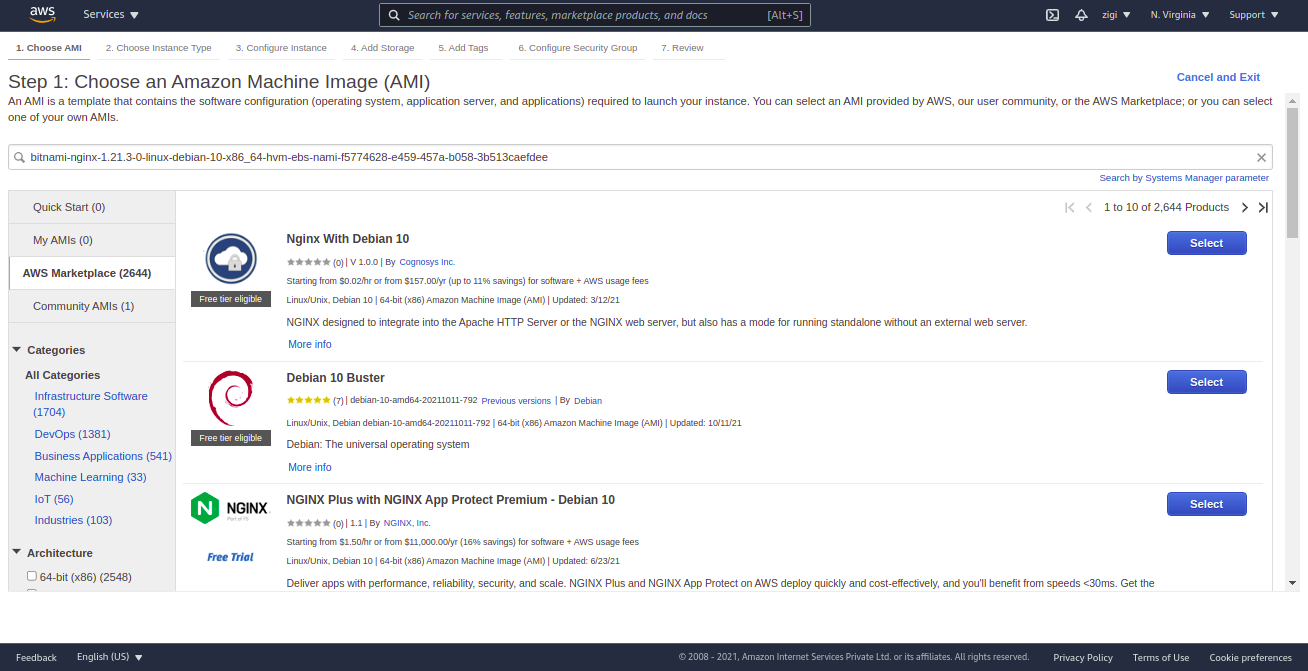 aws Services Search for services, features, marketplace products, and docs [Alt+S] zigi N. Virginia Support
1. Choose AMI 2. Choose Instance Type 3. Configure Instance 4. Add Storage 5. Add Tags 6. Configure Security Group 7. Review
Step 1: Choose an Amazon Machine Image (AMI)
Cancel and Exit
An AMI is a template that contains the software configuration (operating system, application server, and applications) required to launch your instance. You can select an AMI provided by AWS, our user community, or the AWS Marketplace; or you can select
one of your own AMIs.
bitnami-nginx-1.21.3-0-linux-debian-10-x86_64-hvm-ebs-nami-f5774628-e459-457a-b058-3b513caefdee
Search by Systems Manager parameter
Quick Start (0)
My AMIs (0)
AWS Marketplace (2644)
Community AMIs (1)
Categories
All Categories
Infrastructure Software
(1704)
DevOps (1381)
Business Applications (541)
Machine Learning (33)
IoT (56)
Industries (103)
Architecture
64-bit (x86) (2548)
1 to 10 of 2,644 Products
Nginx With Debian 10
Select
(0) | V 1.0.0 | By Cognosys Inc.
Starting from $0.02/hr or from $157.00/yr (up to 11% savings) for software + AWS usage fees
Free tier eligible
Linux/Unix, Debian 10 | 64-bit (x86) Amazon Machine Image (AMI) | Updated: 3/12/21
NGINX designed to integrate into the Apache HTTP Server or the NGINX web server, but also has a mode for running standalone without an external web server.
More info
Debian 10 Buster
Select
(7) | debian-10-amd64-20211011-792 Previous versions | By Debian
Linux/Unix, Debian debian-10-amd64-20211011-792 | 64-bit (x86) Amazon Machine Image (AMI) | Updated: 10/11/21
Free tier eligible
Debian: The universal operating system
More info
NGINX
Part of F5
NGINX Plus with NGINX App Protect Premium - Debian 10
Select
(0) | 1.1 | By NGINX, Inc.
Starting from $1.50/hr or from $11,000.00/yr (16% savings) for software + AWS usage fees
Free Trial
Linux/Unix, Debian 10 | 64-bit (x86) Amazon Machine Image (AMI) | Updated: 6/23/21
Deliver apps with performance, reliability, security, and scale. NGINX Plus and NGINX App Protect on AWS deploy quickly and cost-effectively, and you'll benefit from speeds <30ms. Get the
Feedback English (US) © 2008 - 2021, Amazon Internet Services Private Ltd. or its affiliates. All rights reserved. Privacy Policy Terms of Use Cookie preferences